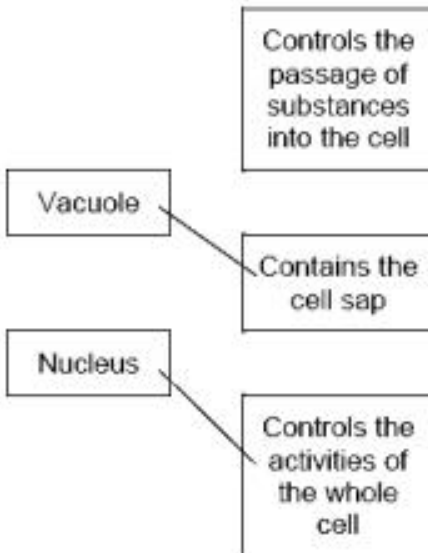 Controls the
passage of
substances
into the cell
Vacuole
Contains the
cell sap
Nucleus
Controls the
activities of
the whole
cell